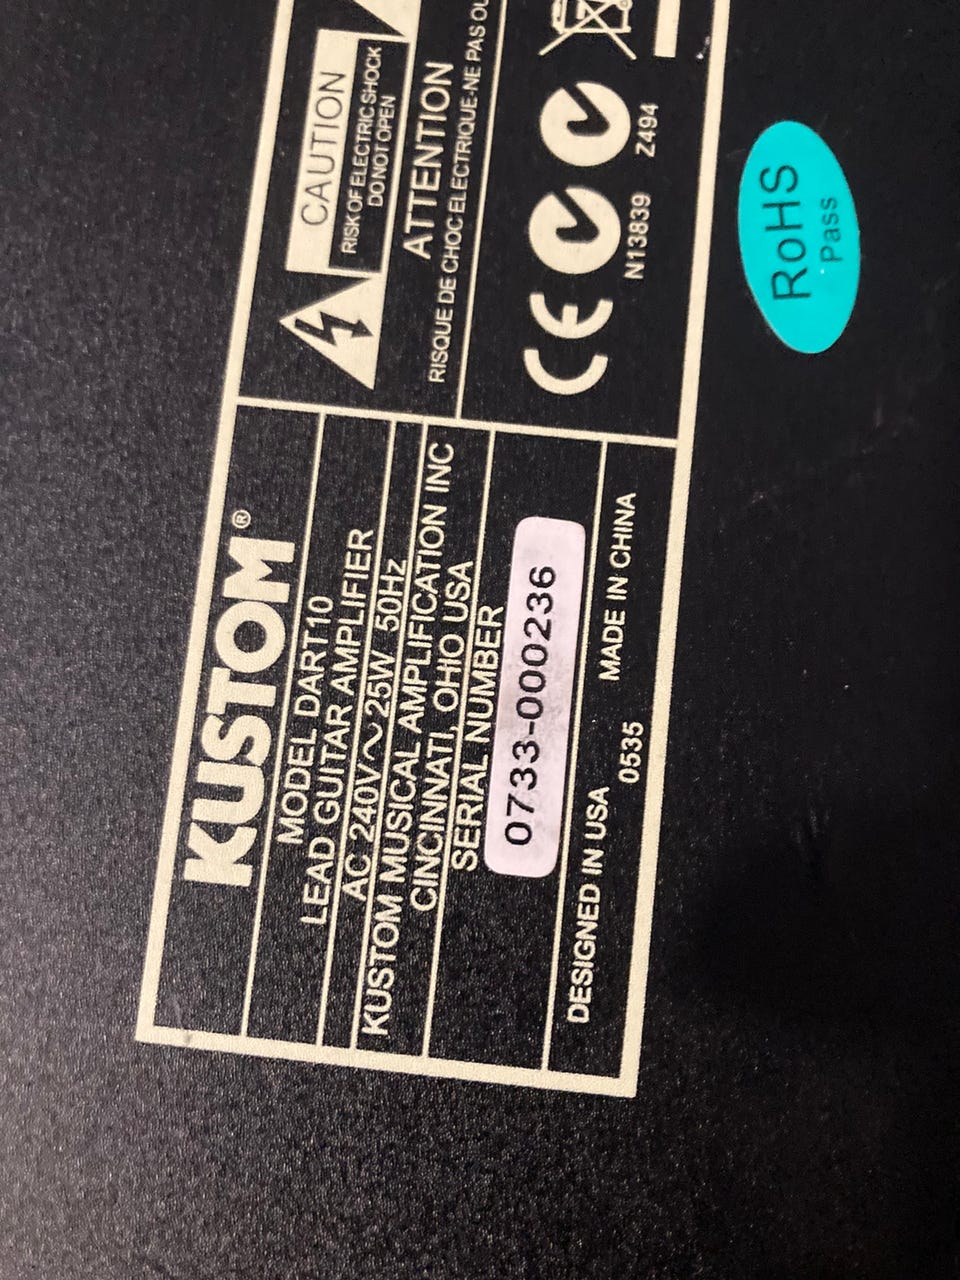 KUSTOM®
MODEL DART10
LEAD GUITAR AMPLIFIER
AC 240V～25W 50Hz
KUSTOM MUSICAL AMPLIFICATION INC
CINCINNATI, OHIO USA
SERIAL NUMBER
0733-000236
DESIGNED IN USA MADE IN CHINA
0535
CAUTION
RISK OF ELECTRIC SHOCK
DO NOT OPEN
ATTENTION
RISQUE DE CHOC ELECTRIQUE-NE PAS
CE
N13839 Z494
RoHS
Pass